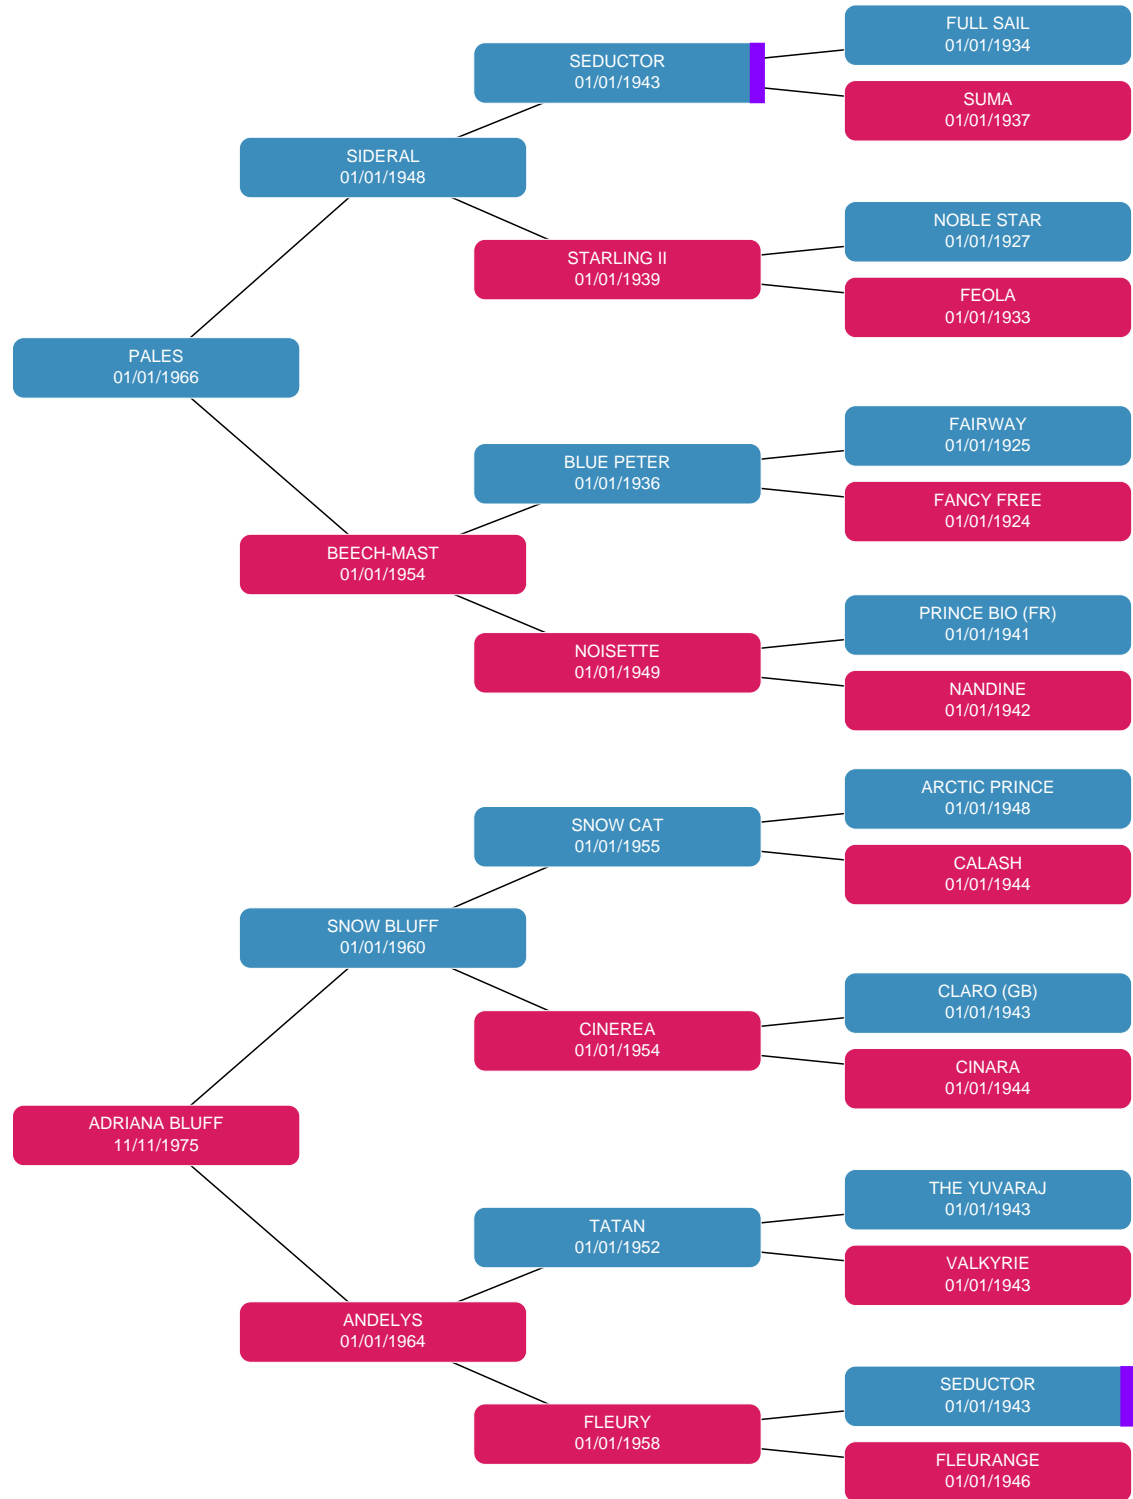 FULL SAIL
01/01/1934
SEDUCTOR
01/01/1943
SUMA
01/01/1937
SIDERAL
01/01/1948
NOBLE STAR
01/01/1927
STARLING II
01/01/1939
FEOLA
01/01/1933
PALES
01/01/1966
FAIRWAY
01/01/1925
BLUE PETER
01/01/1936
FANCY FREE
01/01/1924
BEECH-MAST
01/01/1954
PRINCE BIO (FR)
01/01/1941
NOISETTE
01/01/1949
NANDINE
01/01/1942
ARCTIC PRINCE
01/01/1948
SNOW CAT
01/01/1955
CALASH
01/01/1944
SNOW BLUFF
01/01/1960
CLARO (GB)
01/01/1943
CINEREA
01/01/1954
CINARA
01/01/1944
ADRIANA BLUFF
11/11/1975
THE YUVARAJ
01/01/1943
TATAN
01/01/1952
VALKYRIE
01/01/1943
ANDELYS
01/01/1964
SEDUCTOR
01/01/1943
FLEURY
01/01/1958
FLEURANGE
01/01/1946